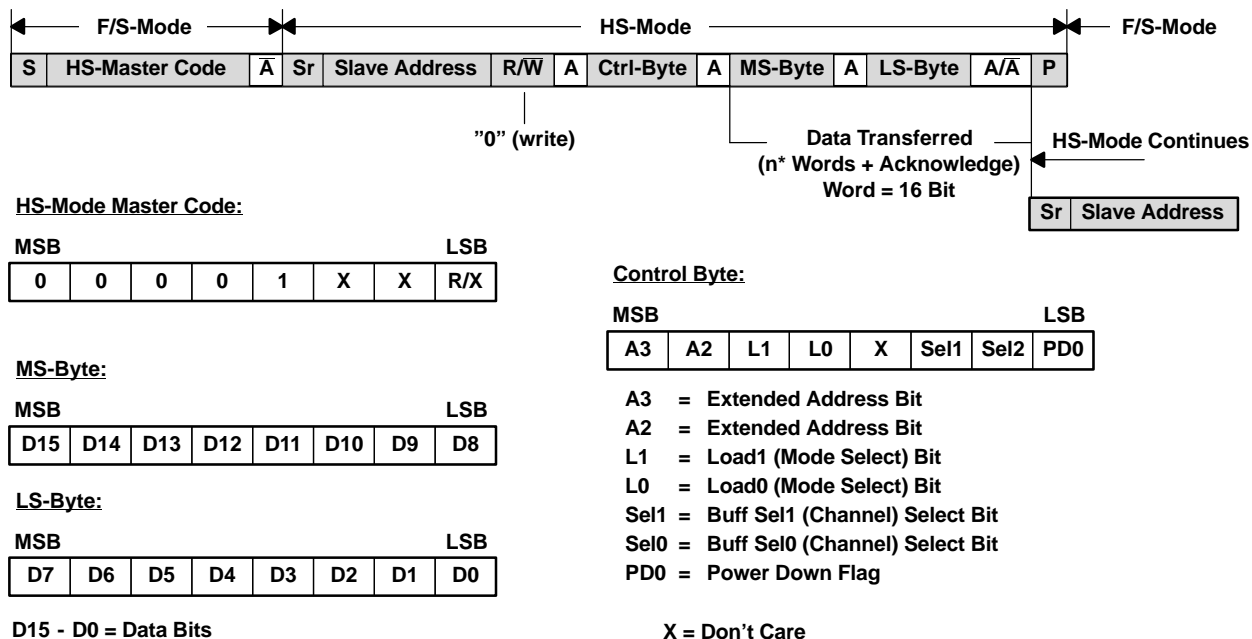 F/S-Mode HS-Mode F/S-Mode
S HS-Master Code A̅ Sr Slave Address R/W̅ A Ctrl-Byte A MS-Byte A LS-Byte A/A̅ P
”0” (write)
Data Transferred
(n* Words + Acknowledge)
Word = 16 Bit
HS-Mode Continues
Sr Slave Address
HS-Mode Master Code:
MSB LSB
0 0 0 0 1 X X R/X
MS-Byte:
MSB LSB
D15 D14 D13 D12 D11 D10 D9 D8
LS-Byte:
MSB LSB
D7 D6 D5 D4 D3 D2 D1 D0
D15 - D0 = Data Bits
Control Byte:
MSB LSB
A3 A2 L1 L0 X Sel1 Sel2 PD0
A3 = Extended Address Bit
A2 = Extended Address Bit
L1 = Load1 (Mode Select) Bit
L0 = Load0 (Mode Select) Bit
Sel1 = Buff Sel1 (Channel) Select Bit
Sel0 = Buff Sel0 (Channel) Select Bit
PD0 = Power Down Flag
X = Don't Care